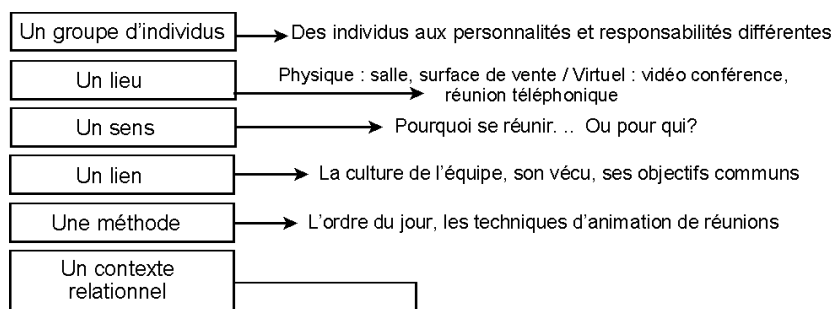 Un groupe d'individus
Des individus aux personnalités et responsabilités différentes
Un lieu
Physique : salle, surface de vente / Virtuel : vidéo conférence,
réunion téléphonique
Un sens
Pourquoi se réunir. .. Ou pour qui?
Un lien
La culture de l'équipe, son vécu, ses objectifs communs
Une méthode
L'ordre du jour, les techniques d'animation de réunions
Un contexte
relationnel